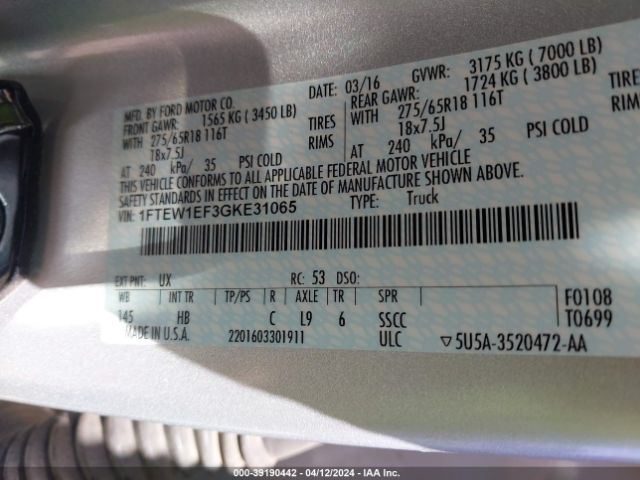 MFD. BY FORD MOTOR CO. DATE: 03/16 GVWR: 3175 KG ( 7000 LB)
FRONT GAWR: 1565 KG ( 3450 LB) REAR GAWR: 1724 KG ( 3800 LB)
WITH 275/65R18 116T TIRES WITH 275/65R18 116T TIRES
18x7.5J RIMS 18x7.5J RIMS
AT 240 kPa/ 35 PSI COLD AT 240 kPa/ 35 PSI COLD
THIS VEHICLE CONFORMS TO ALL APPLICABLE FEDERAL MOTOR VEHICLE
SAFETY STANDARDS IN EFFECT ON THE DATE OF MANUFACTURE SHOWN ABOVE.
VIN: 1FTEW1EF3GKE31065 TYPE: Truck
EXT PNT: UX RC: 53 DSO:
WB INT TR TP/PS R AXLE TR SPR F0108
145 HB C L9 6 SSCC T0699
MADE IN U.S.A. 2201603301911 ULC ▽5U5A-3520472-AA
000-39190442 - 04/12/2024 - IAA Inc.